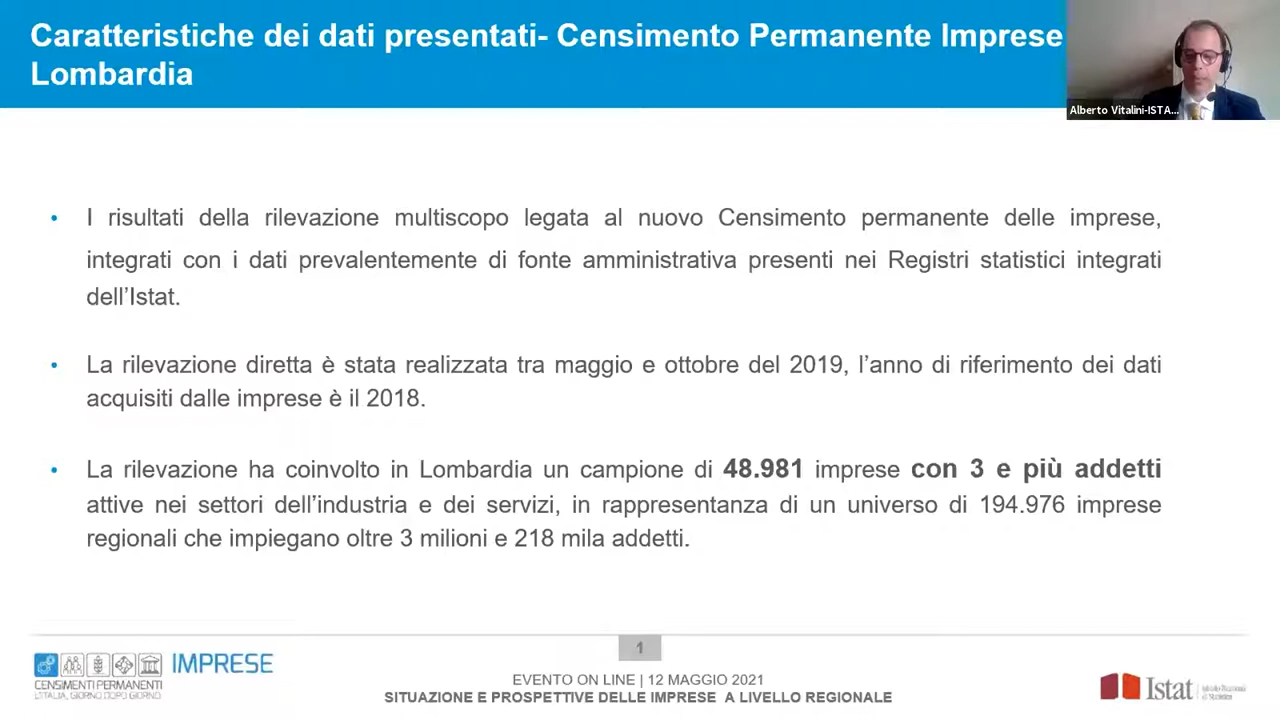 Caratteristiche dei dati presentati- Censimento Permanente Imprese
Lombardia
Alberto Vitalini-ISTA...
• I risultati della rilevazione multiscopo legata al nuovo Censimento permanente delle imprese,
integrati con i dati prevalentemente di fonte amministrativa presenti nei Registri statistici integrati
dell’Istat.
• La rilevazione diretta è stata realizzata tra maggio e ottobre del 2019, l’anno di riferimento dei dati
acquisiti dalle imprese è il 2018.
• La rilevazione ha coinvolto in Lombardia un campione di 48.981 imprese con 3 e più addetti
attive nei settori dell’industria e dei servizi, in rappresentanza di un universo di 194.976 imprese
regionali che impiegano oltre 3 milioni e 218 mila addetti.
1
IMPRESE
CENSIMENTI PERMANENTI
L'ITALIA, GIORNO DOPO GIORNO
EVENTO ON LINE | 12 MAGGIO 2021
SITUAZIONE E PROSPETTIVE DELLE IMPRESE A LIVELLO REGIONALE
Istat